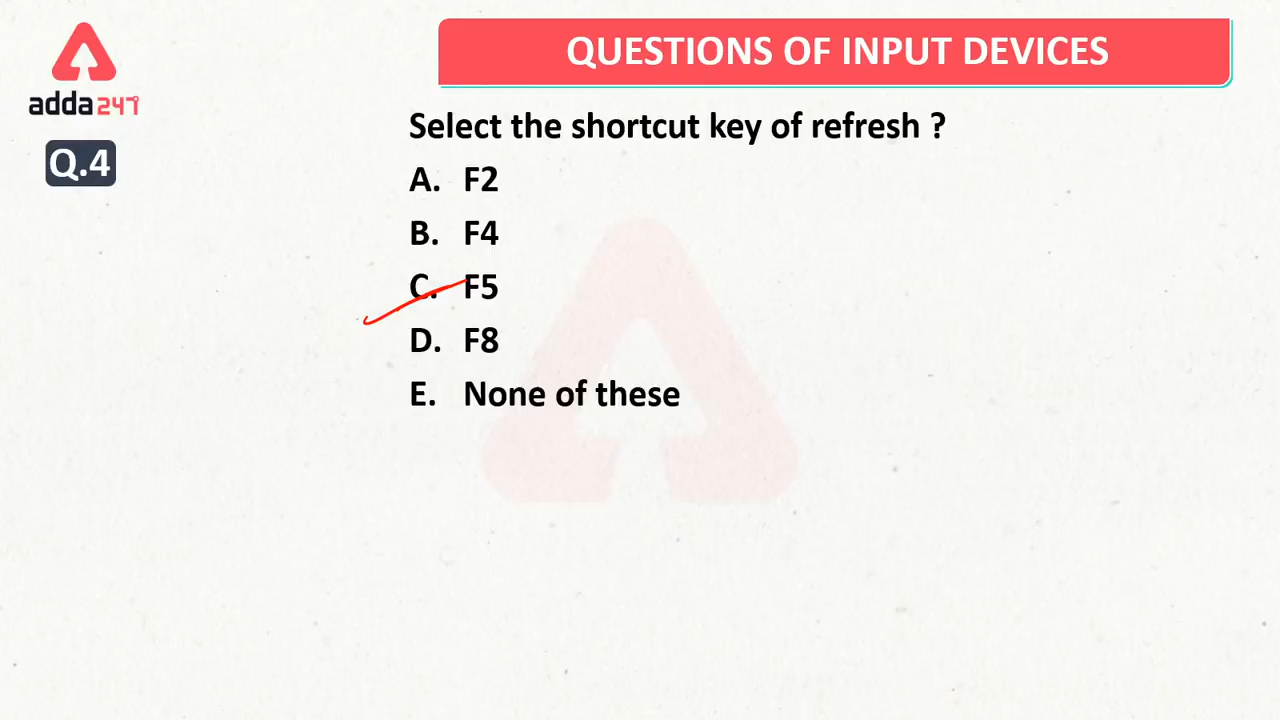 QUESTIONS OF INPUT DEVICES
adda247
Q.4
Select the shortcut key of refresh ?
A. F2
B. F4
C. F5
D. F8
E. None of these